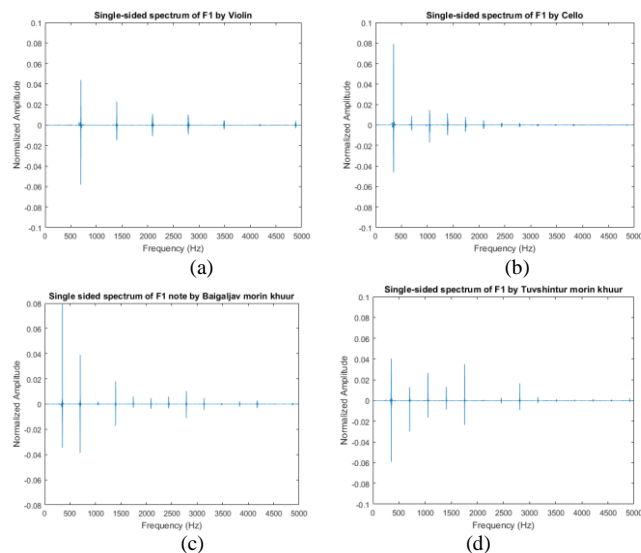 Single-sided spectrum of F1 by Violin
0.1
0.08
0.06
0.04
0.02
0
-0.02
-0.04
-0.06
-0.08
-0.1
Normalized Amplitude
0 500 1000 1500 2000 2500 3000 3500 4000 4500 5000
Frequency (Hz)
(a)
Single-sided spectrum of F1 by Cello
0.1
0.08
0.06
0.04
0.02
0
-0.02
-0.04
-0.06
-0.08
-0.1
Normalized Amplitude
0 500 1000 1500 2000 2500 3000 3500 4000 4500 5000
Frequency (Hz)
(b)
Single sided spectrum of F1 note by Baigaljav morin khuur
0.08
0.06
0.04
0.02
0
-0.02
-0.04
-0.06
-0.08
Normalized Amplitude
0 500 1000 1500 2000 2500 3000 3500 4000 4500 5000
Frequency (Hz)
(c)
Single-sided spectrum of F1 by Tuvshintur morin khuur
0.1
0.08
0.06
0.04
0.02
0
-0.02
-0.04
-0.06
-0.08
-0.1
Normalized Amplitude
0 500 1000 1500 2000 2500 3000 3500 4000 4500 5000
Frequency (Hz)
(d)